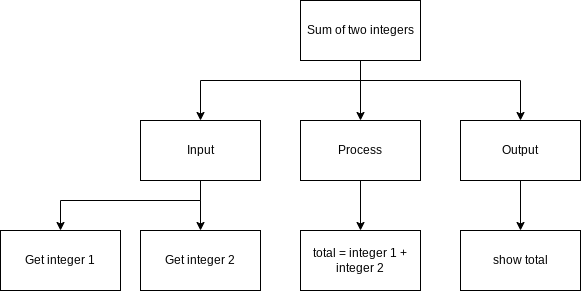 Sum of two integers
Input
Process
Output
Get integer 1
Get integer 2
total = integer 1 +
integer 2
show total